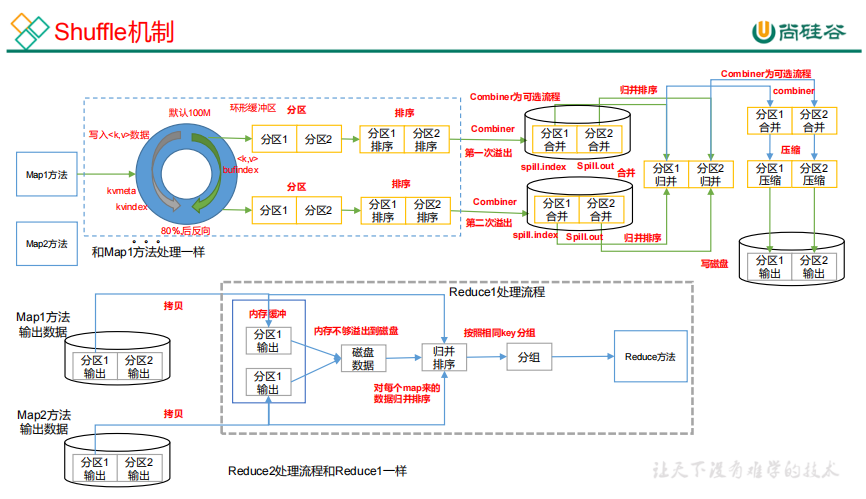 Shuffle机制
尚硅谷
Combiner为可选流程
combiner
默认100M
环形缓冲区
分区
排序
写入<k,v>数据
Combiner为可选流程
归并排序
分区1
分区2
分区1
排序
分区2
排序
Combiner
第一次溢出
分区1
合并
分区2
合并
spill.index
Spill.out
分区1
合并
分区2
合并
压缩
Map1方法
<k,v>
bufindex
kvmeta
kvindex
80%后反向
分区
排序
分区1
分区2
分区1
排序
分区2
排序
Combiner
第二次溢出
合并
分区1
合并
分区2
合并
spill.index
Spill.out
归并排序
分区1
归并
分区2
归并
分区1
压缩
分区2
压缩
写磁盘
分区1
输出
分区2
输出
Map2方法
和Map1方法处理一样
Map1方法
输出数据
拷贝
分区1
输出
分区2
输出
Reduce1处理流程
内存缓冲
分区1
输出
分区1
输出
内存不够溢出到磁盘
磁盘
数据
归并
排序
对每个map来的
数据归并排序
按照相同key分组
分组
Reduce方法
Map2方法
输出数据
拷贝
分区1
输出
分区2
输出
Reduce2处理流程和Reduce1一样
让天下没有难学的技术